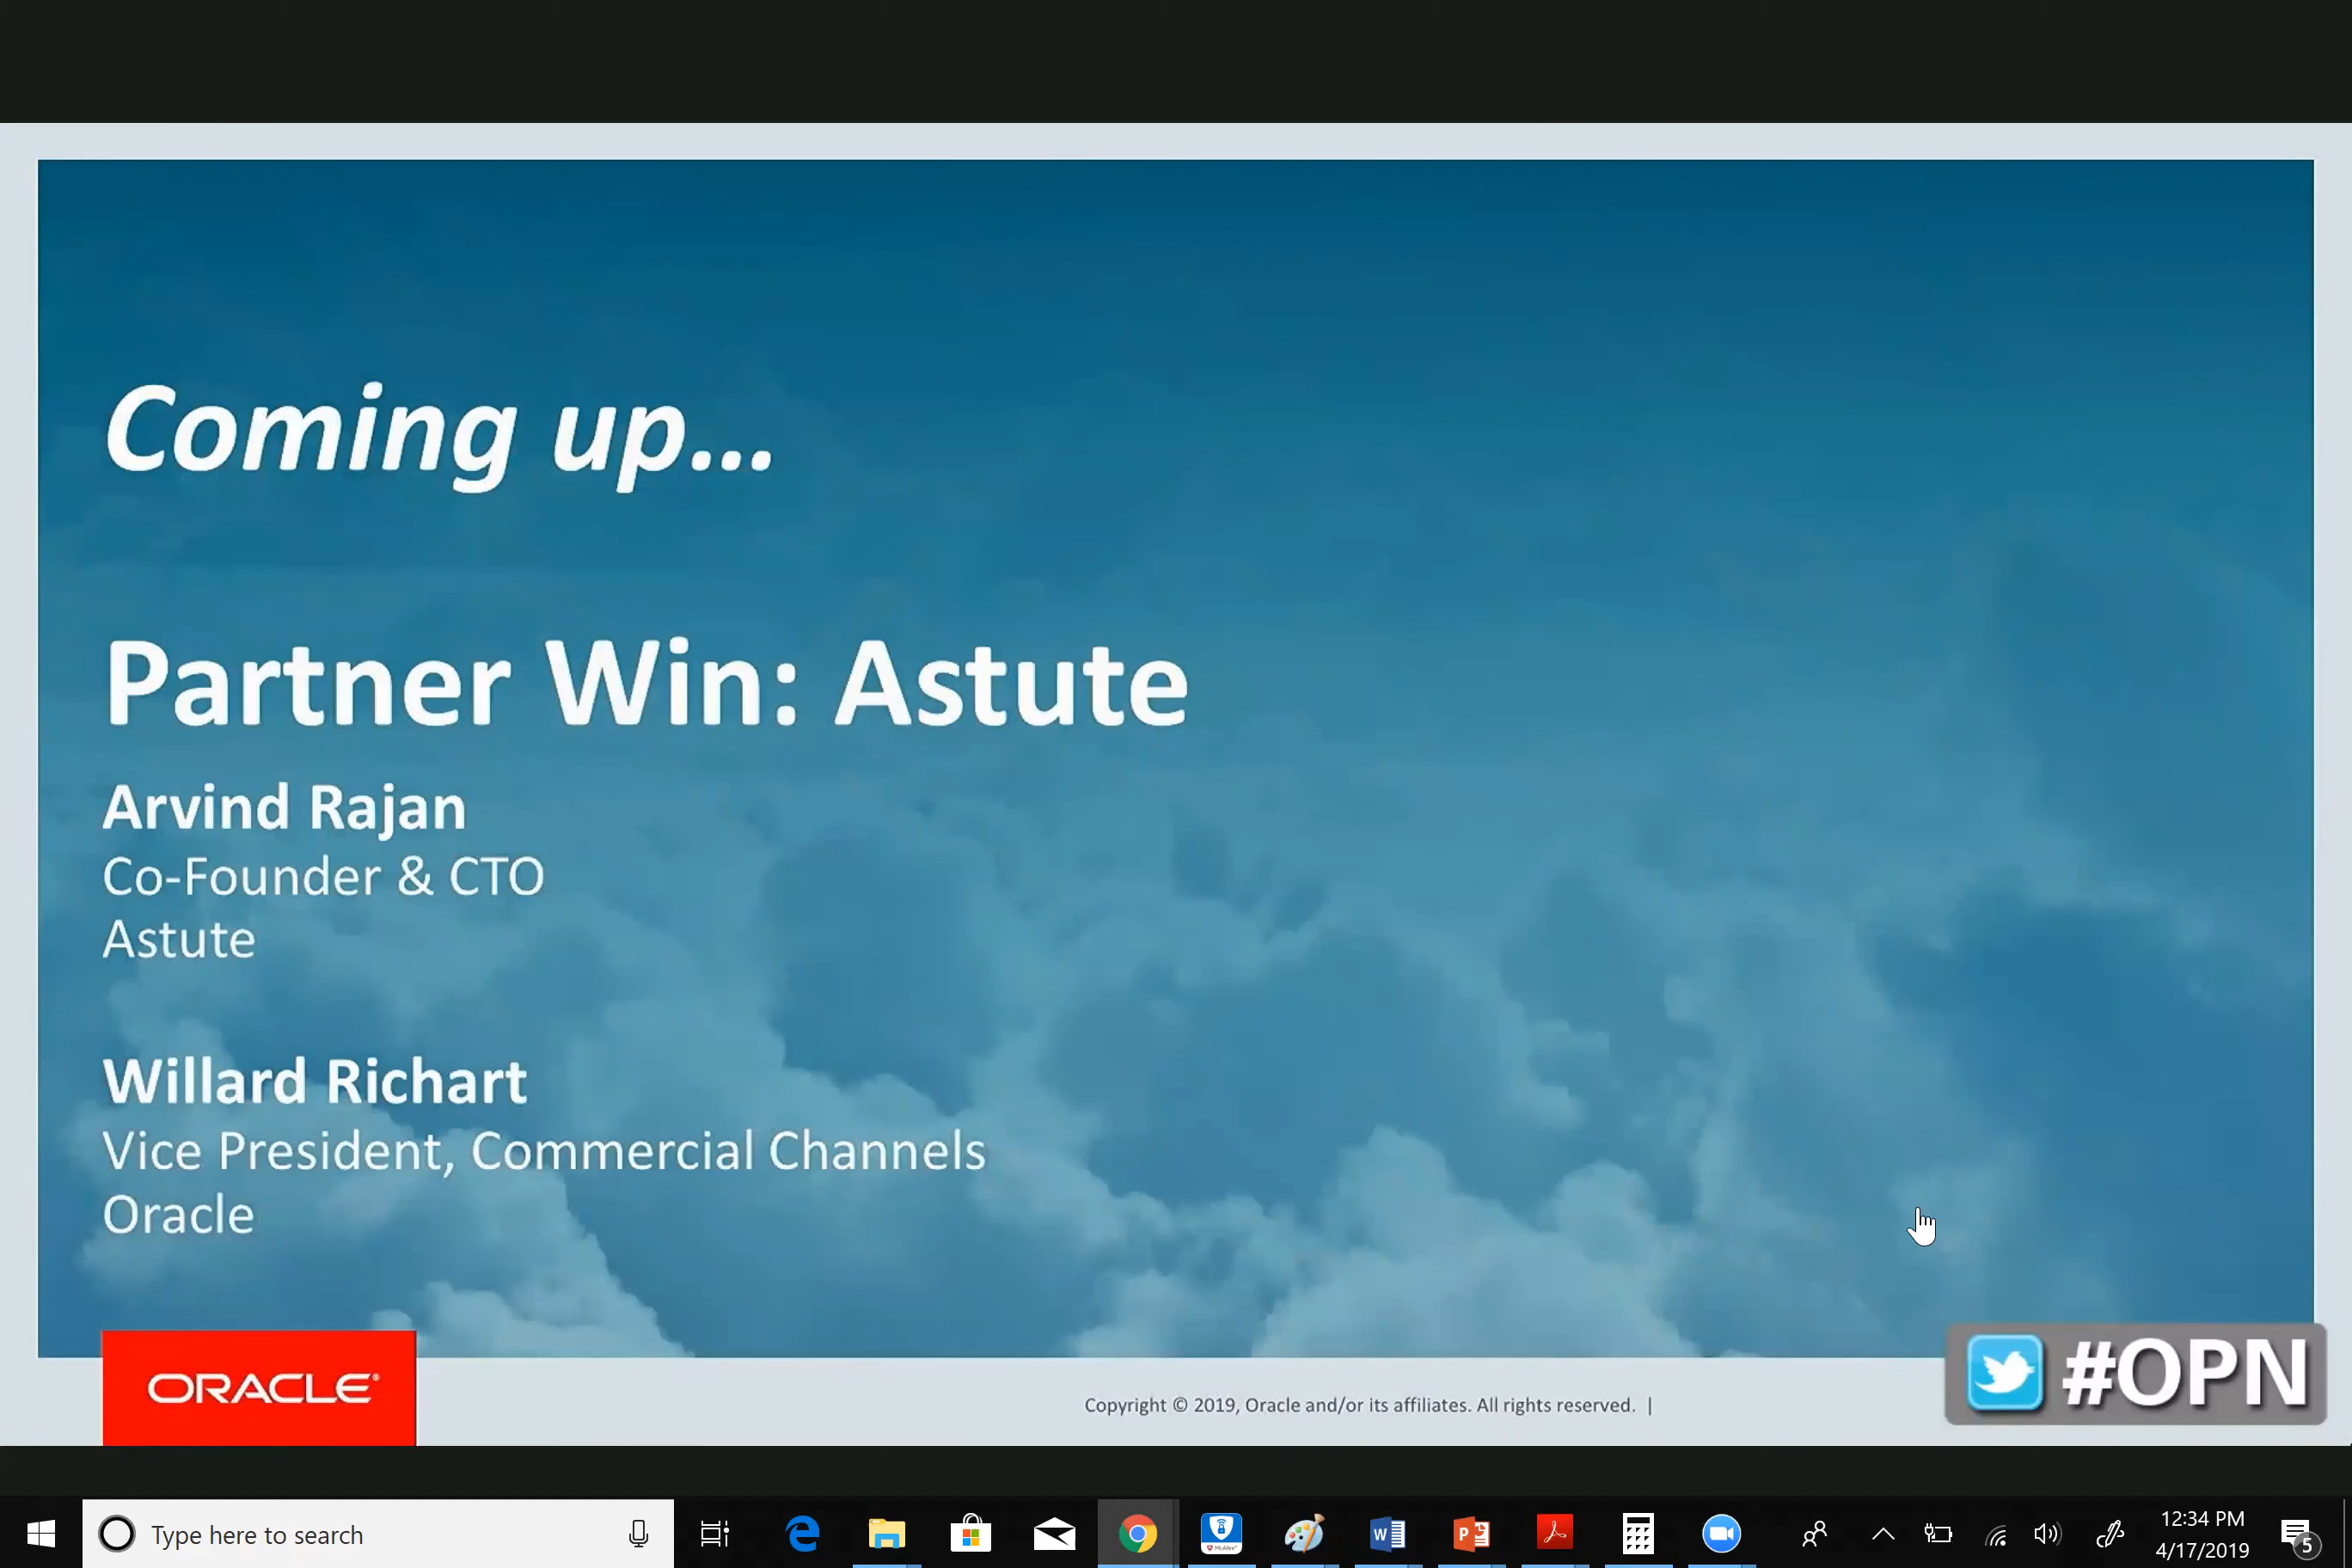 Coming up...
Partner Win: Astute
Arvind Rajan
Co-Founder & CTO
Astute
Willard Richart
Vice President, Commercial Channels
Oracle
ORACLE®
Copyright © 2019, Oracle and/or its affiliates. All rights reserved. |
#OPN
Type here to search
12:34 PM
4/17/2019
5